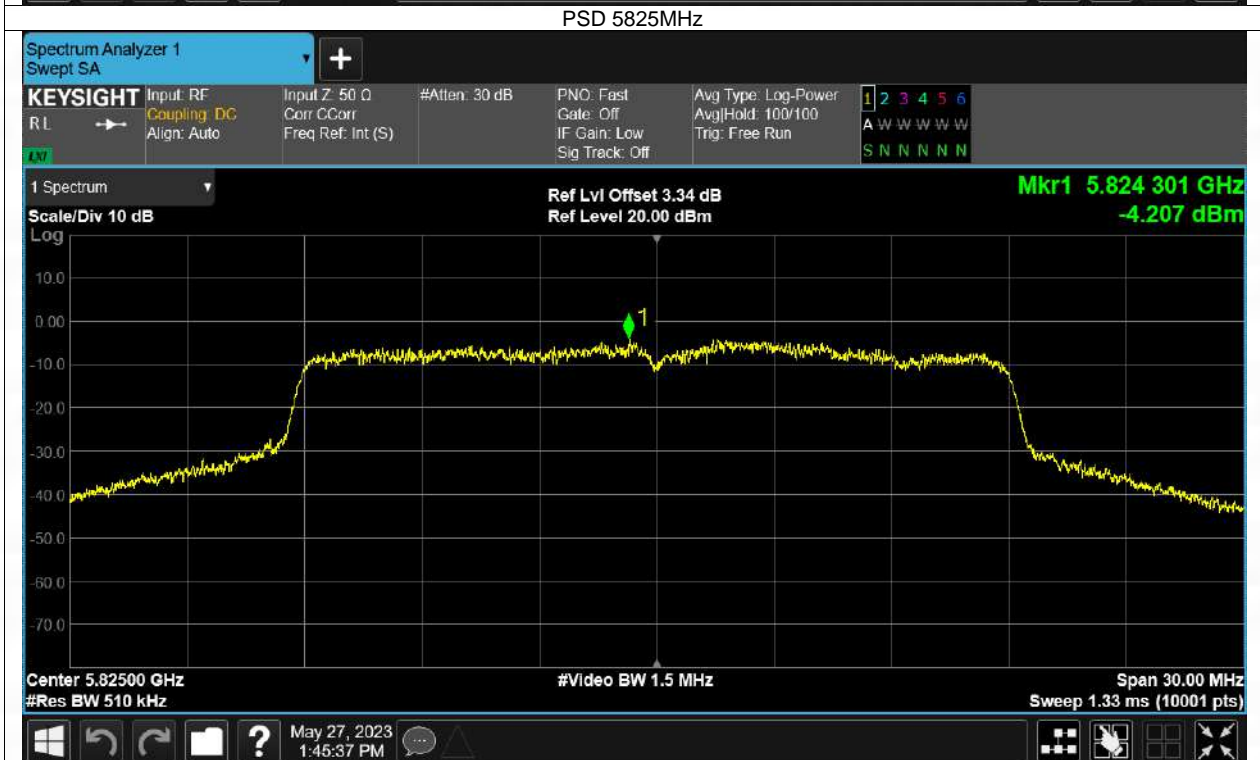 PSD 5825MHz
Spectrum Analyzer 1
Swept SA
+
KEYSIGHT Input: RF Input Z: 50 Ω #Atten: 30 dB PNO: Fast Avg Type: Log-Power 1 2 3 4 5 6
RL Coupling: DC Corr CCorr Gate: Off Avg|Hold: 100/100 A W W W W W
Align: Auto Freq Ref: Int (S) IF Gain: Low Trig: Free Run
LXI Sig Track: Off S N N N N N
1 Spectrum Ref Lvl Offset 3.34 dB Mkr1 5.824 301 GHz
Scale/Div 10 dB Ref Level 20.00 dBm -4.207 dBm
Log
10.0
0.00
1
-10.0
-20.0
-30.0
-40.0
-50.0
-60.0
-70.0
Center 5.82500 GHz #Video BW 1.5 MHz Span 30.00 MHz
#Res BW 510 kHz Sweep 1.33 ms (10001 pts)
? May 27, 2023
1:45:37 PM